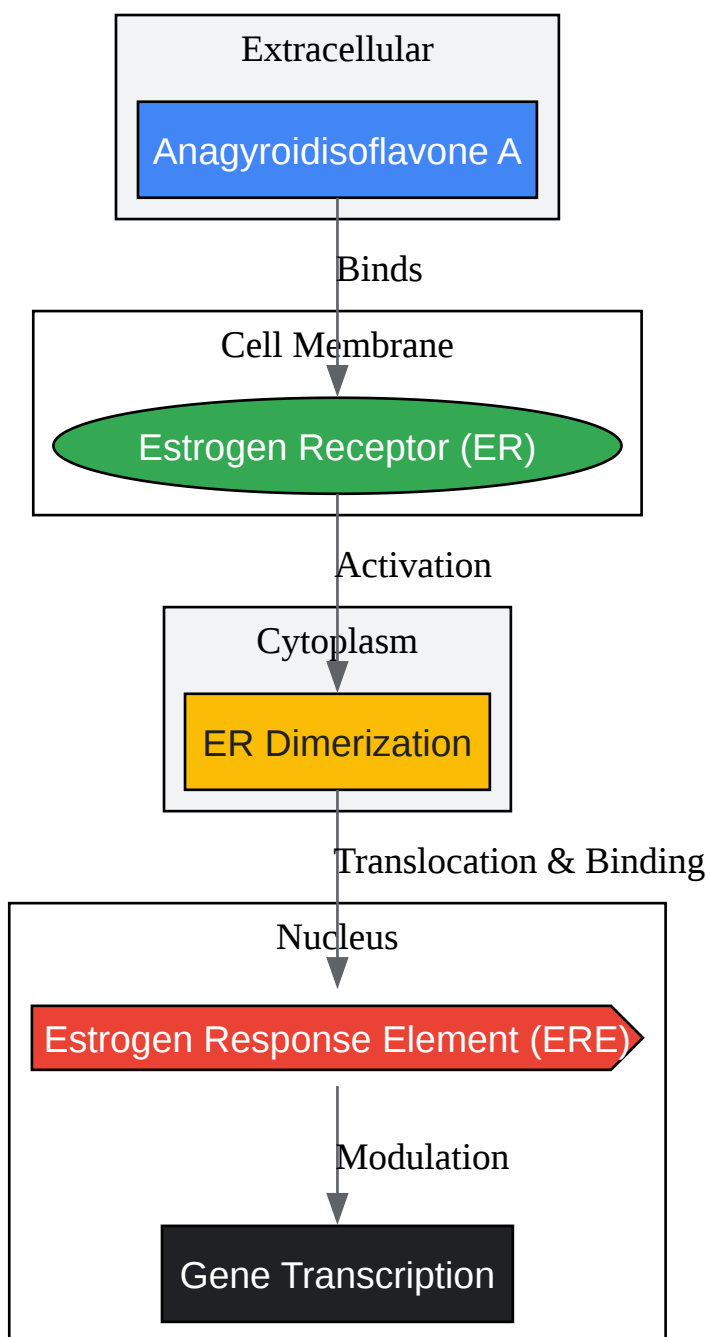 Extracellular
Anagyroidisoflavone A
Binds
Cell Membrane
Estrogen Receptor (ER)
Activation
Cytoplasm
ER Dimerization
Translocation & Binding
Nucleus
Estrogen Response Element (ERE)
Modulation
Gene Transcription